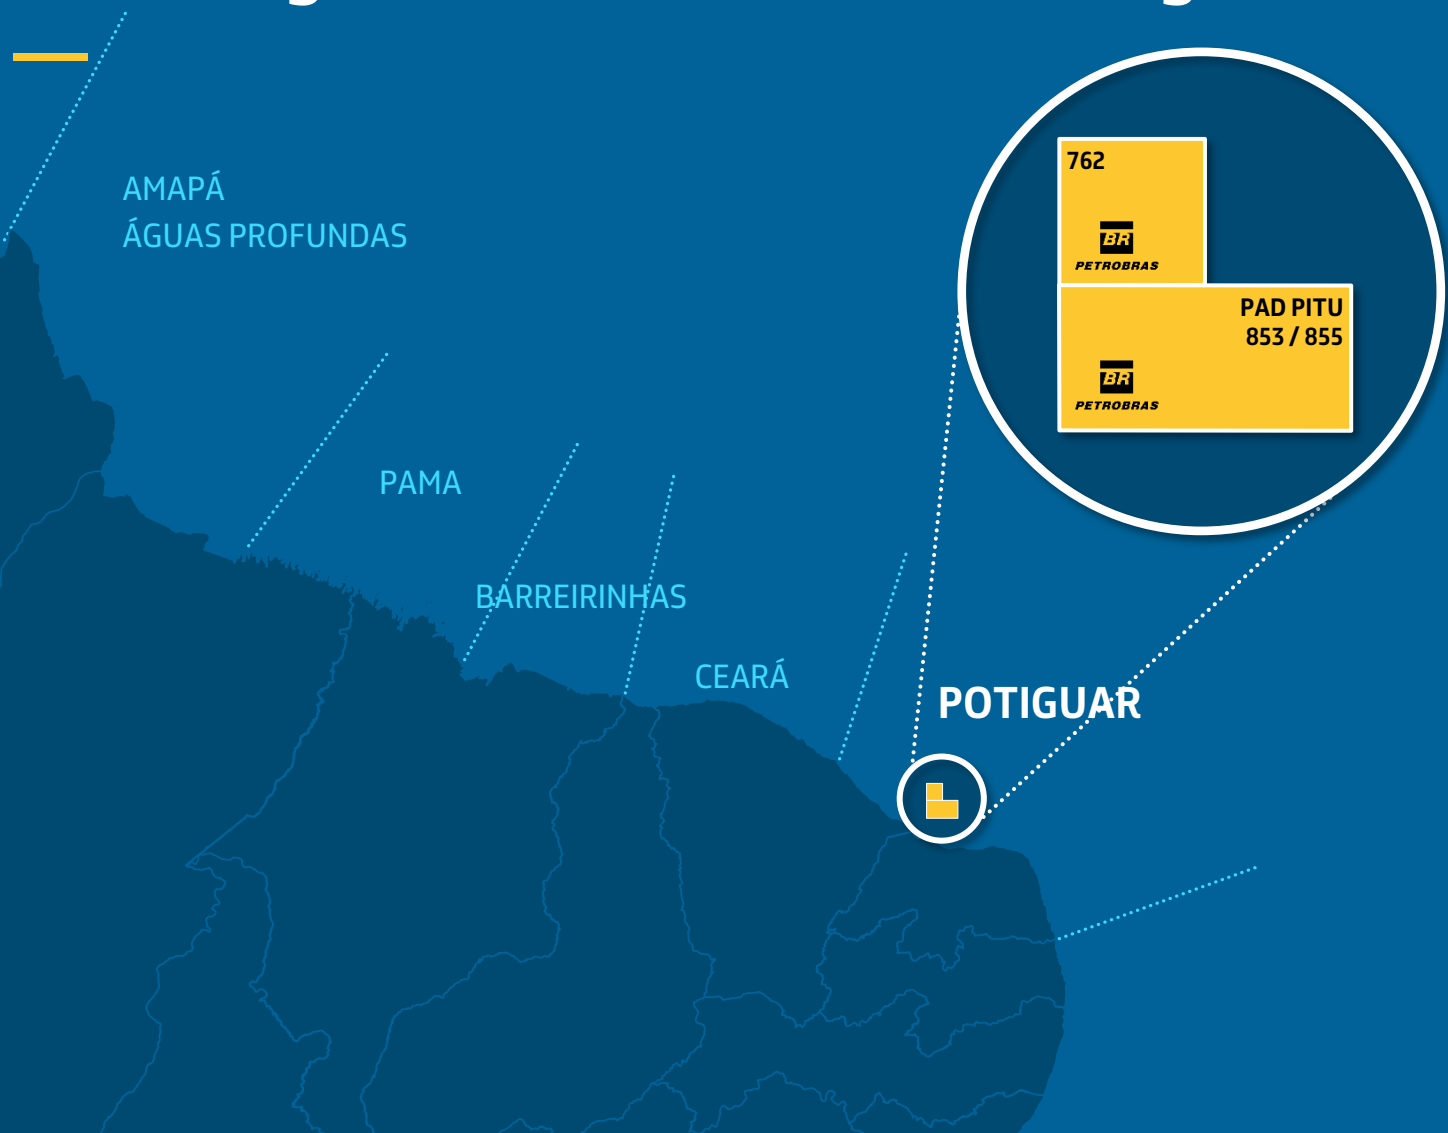 AMAPÁ
ÁGUAS PROFUNDAS
PAMA
BARREIRINHAS
CEARÁ
POTIGUAR
762
BR
PETROBRAS
PAD PITU
853 / 855
BR
PETROBRAS